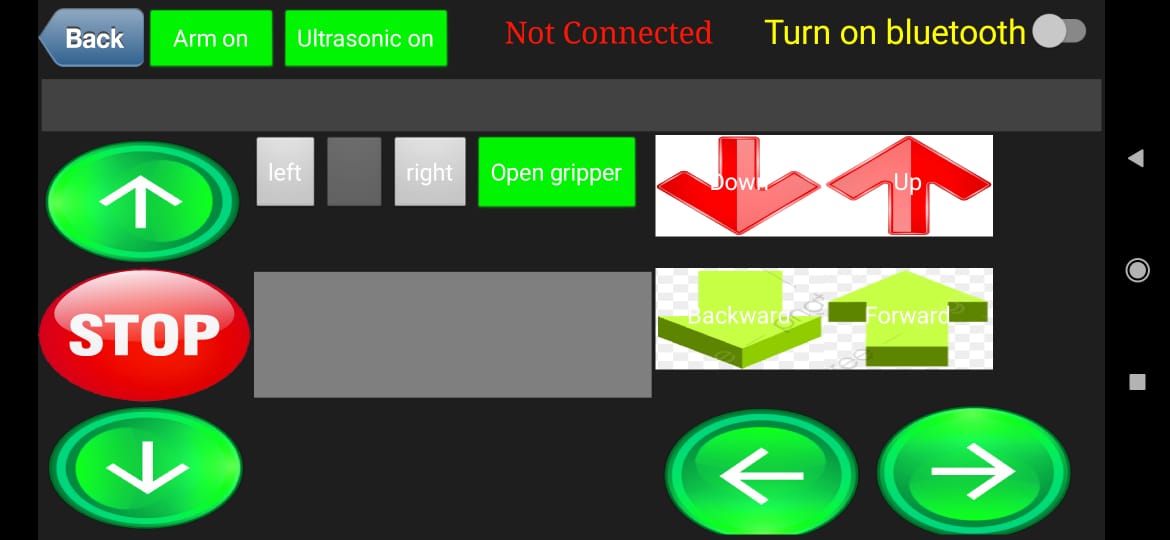 Back
Arm on
Ultrasonic on
Not Connected
Turn on bluetooth
left
right
Open gripper
Down
Up
STOP
Backward
Forward